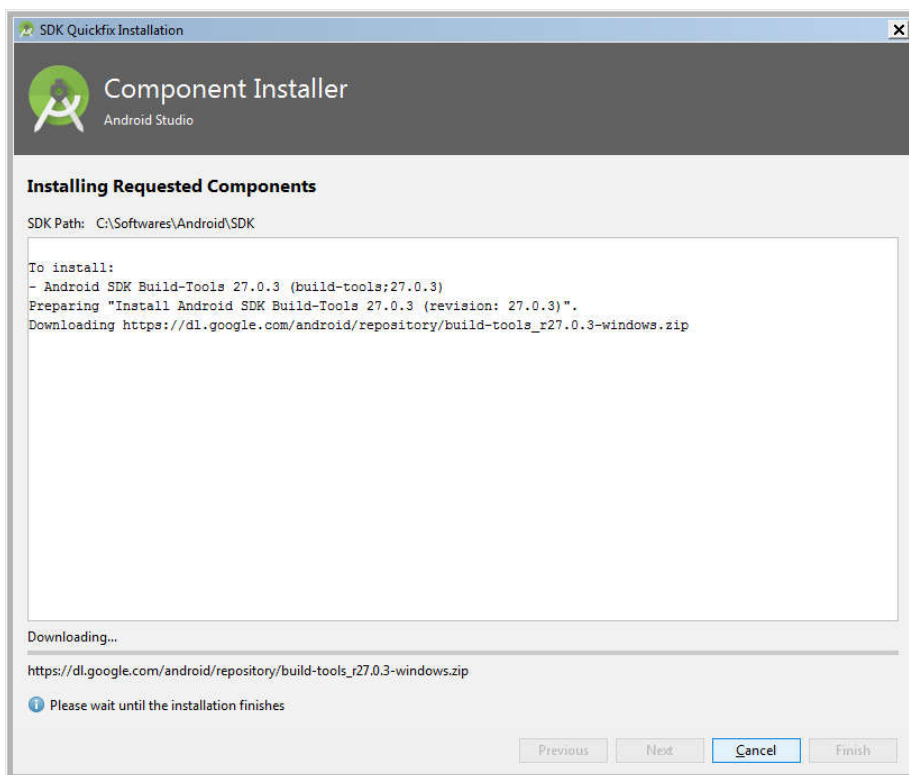 SDK Quickfix Installation
Component Installer
Android Studio
Installing Requested Components
SDK Path: C:\Softwares\Android\SDK
To install:
- Android SDK Build-Tools 27.0.3 (build-tools;27.0.3)
Preparing "Install Android SDK Build-Tools 27.0.3 (revision: 27.0.3)".
Downloading https://dl.google.com/android/repository/build-tools_r27.0.3-windows.zip
Downloading...
https://dl.google.com/android/repository/build-tools_r27.0.3-windows.zip
Please wait until the installation finishes
Previous Next Cancel Finish